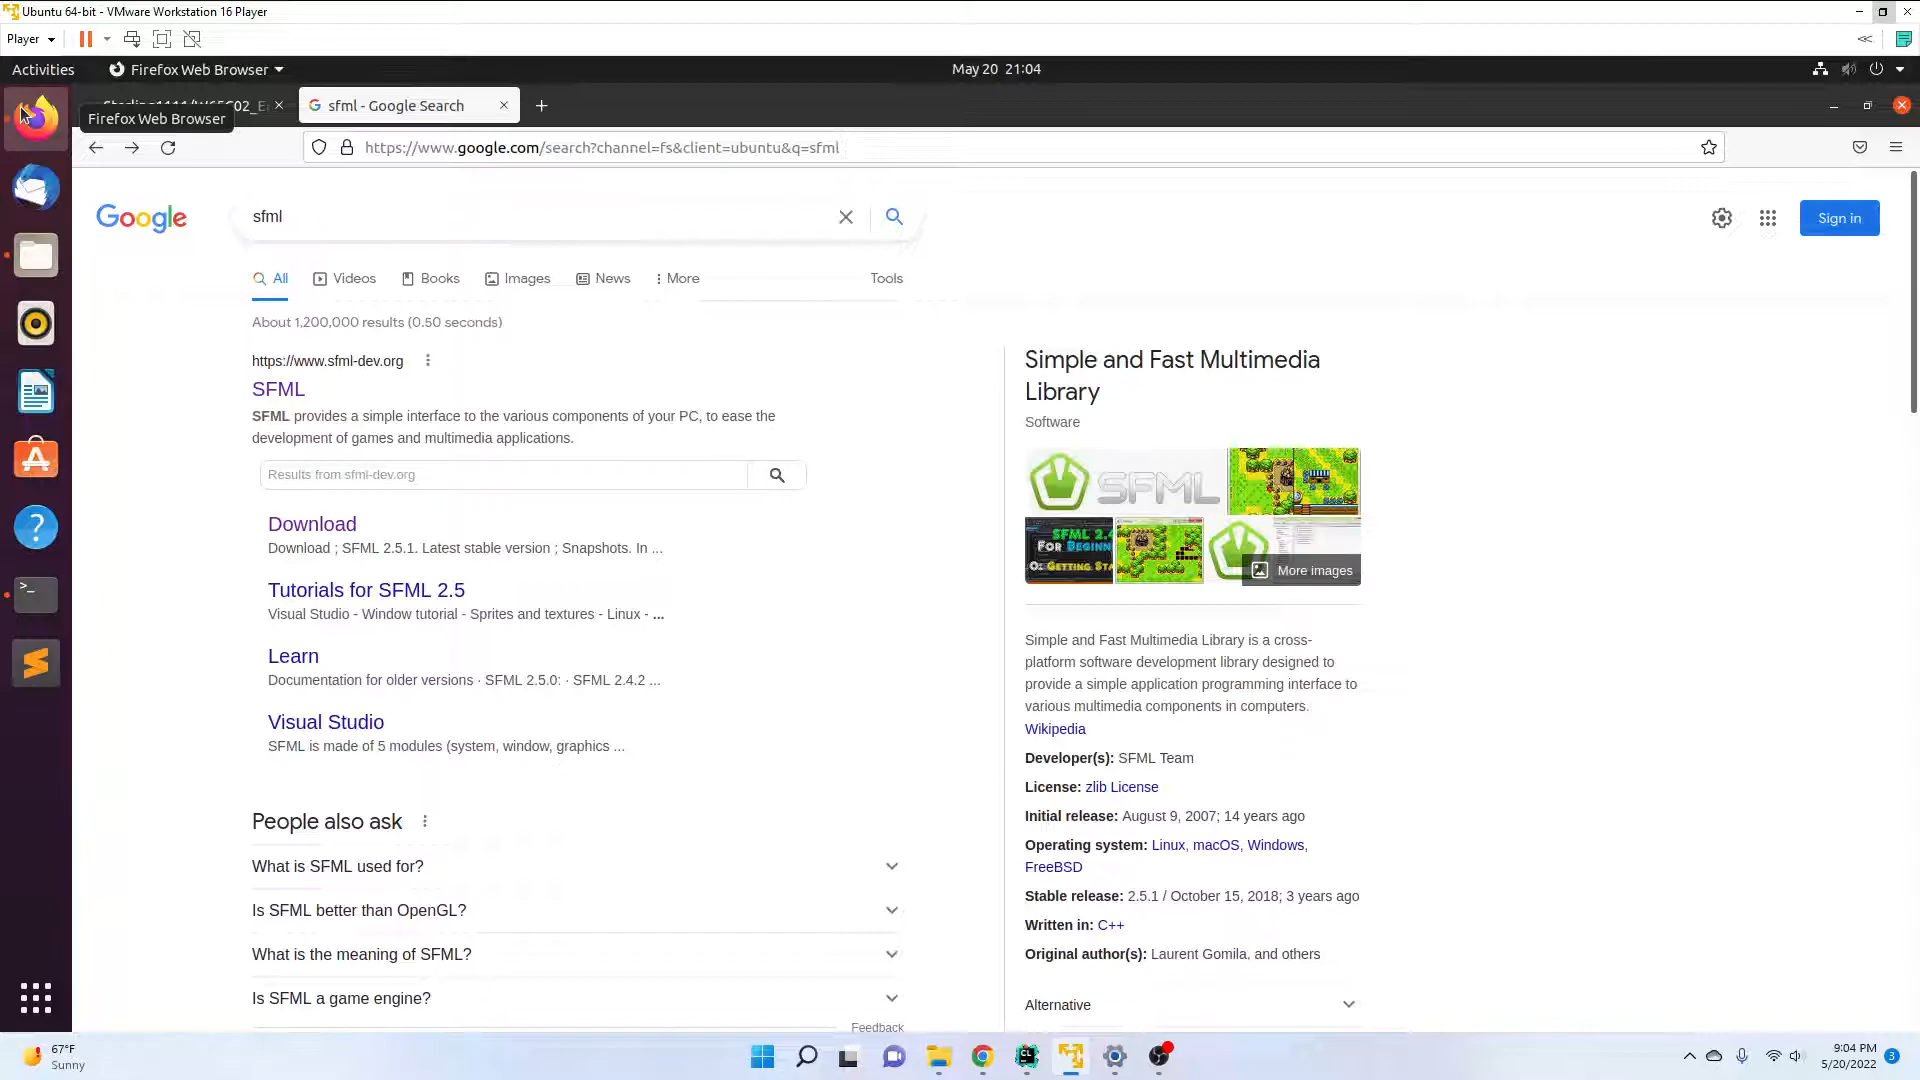 Ubuntu 64-bit - VMware Workstation 16 Player
Player
Activities
Firefox Web Browser
May 20 21:04
sfml - Google Search
Firefox Web Browser
https://www.google.com/search?channel=fs&client=ubuntu&q=sfml
Google
sfml
Sign in
All
Videos
Books
Images
News
More
Tools
About 1,200,000 results (0.50 seconds)
https://www.sfml-dev.org
SFML
SFML provides a simple interface to the various components of your PC, to ease the
development of games and multimedia applications.
Results from sfml-dev.org
Download
Download ; SFML 2.5.1. Latest stable version ; Snapshots. In ...
Tutorials for SFML 2.5
Visual Studio - Window tutorial - Sprites and textures - Linux - ...
Learn
Documentation for older versions · SFML 2.5.0: · SFML 2.4.2 ...
Visual Studio
SFML is made of 5 modules (system, window, graphics ...
People also ask
What is SFML used for?
Is SFML better than OpenGL?
What is the meaning of SFML?
Is SFML a game engine?
Feedback
Simple and Fast Multimedia
Library
Software
SFML
More images
Simple and Fast Multimedia Library is a cross-
platform software development library designed to
provide a simple application programming interface to
various multimedia components in computers.
Wikipedia
Developer(s): SFML Team
License: zlib License
Initial release: August 9, 2007; 14 years ago
Operating system: Linux, macOS, Windows,
FreeBSD
Stable release: 2.5.1 / October 15, 2018; 3 years ago
Written in: C++
Original author(s): Laurent Gomila, and others
Alternative
67°F
Sunny
9:04 PM
5/20/2022
3